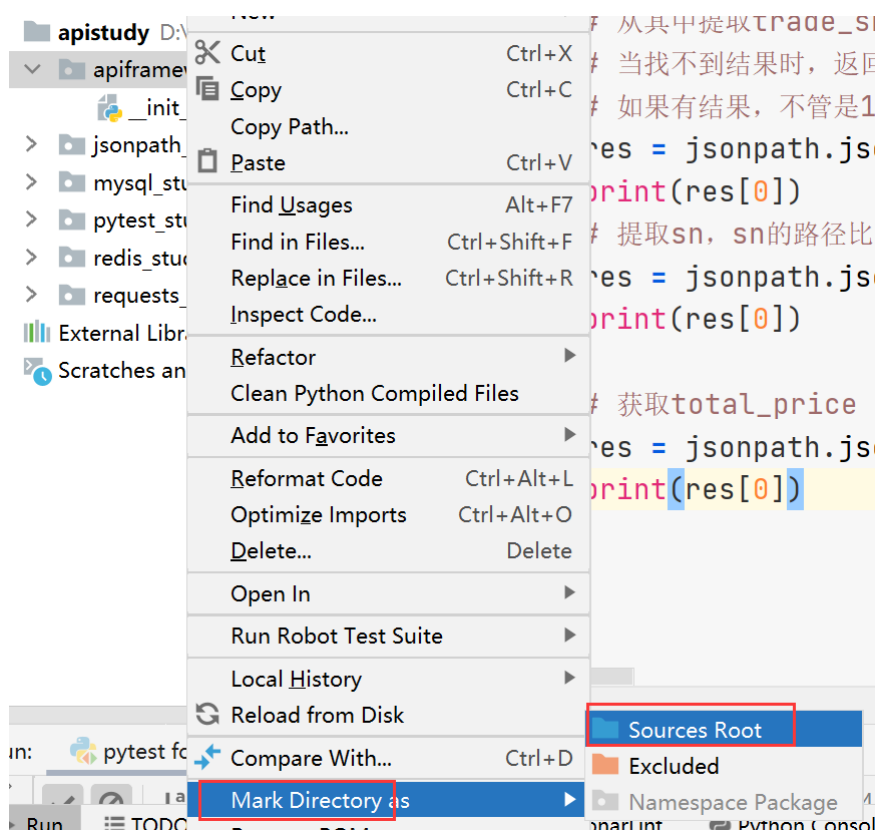 apistudy D:\
apiframew
__init_
jsonpath_
mysql_stu
pytest_stu
redis_stud
requests_
External Libra
Scratches an
Cut Ctrl+X
Copy Ctrl+C
Copy Path...
Paste Ctrl+V
Find Usages Alt+F7
Find in Files... Ctrl+Shift+F
Replace in Files... Ctrl+Shift+R
Inspect Code...
Refactor
Clean Python Compiled Files
Add to Favorites
Reformat Code Ctrl+Alt+L
Optimize Imports Ctrl+Alt+O
Delete... Delete
Open In
Run Robot Test Suite
Local History
Reload from Disk
Compare With... Ctrl+D
Mark Directory as
Sources Root
Excluded
Namespace Package
# 从其中提取trade_s
# 当找不到结果时，返回
# 如果有结果，不管是1
res = jsonpath.jso
print(res[0])
# 提取sn，sn的路径比
res = jsonpath.jso
print(res[0])
# 获取total_price
res = jsonpath.jso
print(res[0])
un: pytest fo
Run TODO
Python Consol